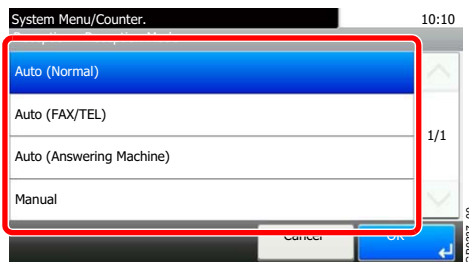 System Menu/Counter.
10:10
Auto (Normal)
Auto (FAX/TEL)
1/1
Auto (Answering Machine)
Manual
Cancel
OK